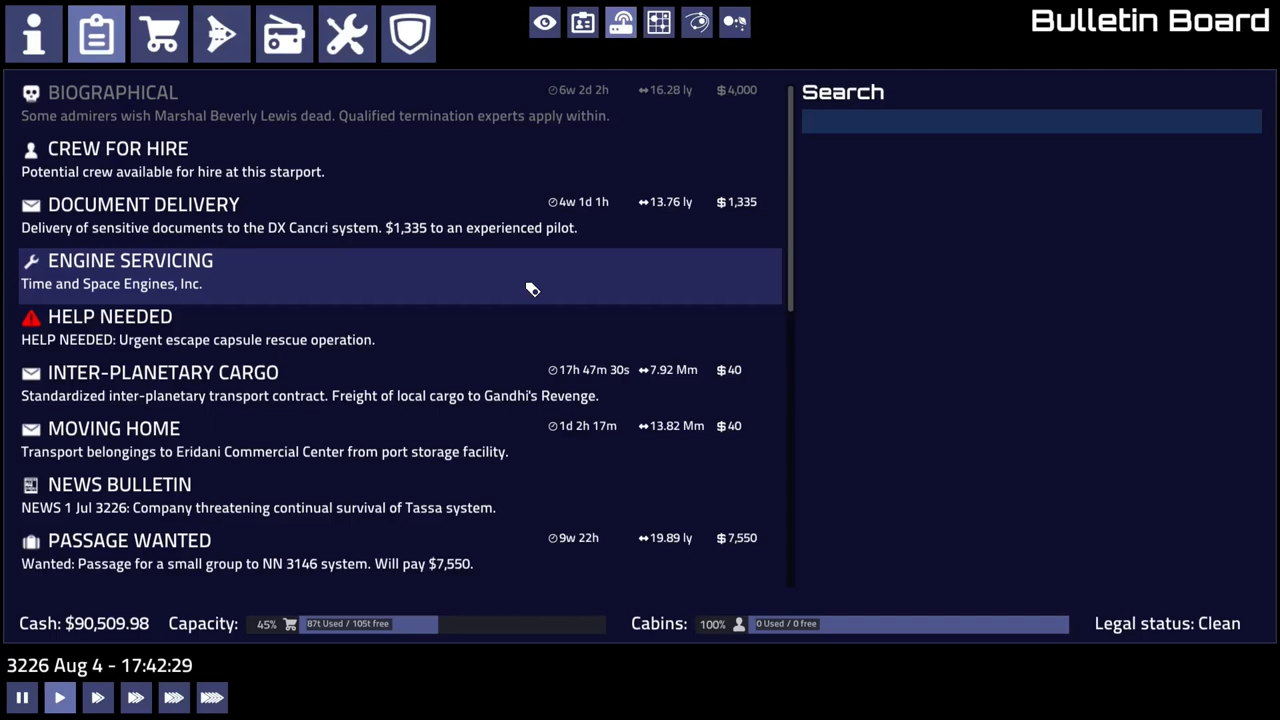 Bulletin Board
BIOGRAPHICAL 6w 2d 2h 16.28 ly $4,000
Some admirers wish Marshal Beverly Lewis dead. Qualified termination experts apply within.
CREW FOR HIRE
Potential crew available for hire at this starport.
DOCUMENT DELIVERY 4w 1d 1h 13.76 ly $1,335
Delivery of sensitive documents to the DX Cancri system. $1,335 to an experienced pilot.
ENGINE SERVICING
Time and Space Engines, Inc.
HELP NEEDED
HELP NEEDED: Urgent escape capsule rescue operation.
INTER-PLANETARY CARGO 17h 47m 30s 7.92 Mm $40
Standardized inter-planetary transport contract. Freight of local cargo to Gandhi's Revenge.
MOVING HOME 1d 2h 17m 13.82 Mm $40
Transport belongings to Eridani Commercial Center from port storage facility.
NEWS BULLETIN
NEWS 1 Jul 3226: Company threatening continual survival of Tassa system.
PASSAGE WANTED 9w 22h 19.89 ly $7,550
Wanted: Passage for a small group to NN 3146 system. Will pay $7,550.
Search
Cash: $90,509.98 Capacity: 45% 87t Used / 105t free Cabins: 100% 0 Used / 0 free Legal status: Clean
3226 Aug 4 - 17:42:29